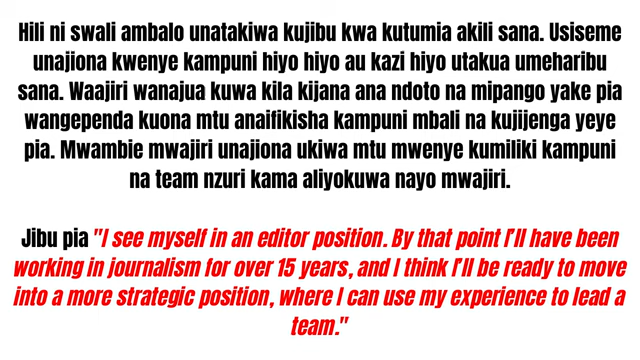 Hili ni swali ambalo unatakiwa kujibu kwa kutumia akili sana. Usiseme
unajiona kwenye kampuni hiyo hiyo au kazi hiyo utakua umeharibu
sana. Waajiri wanajua kuwa kila kijana ana ndoto na mipango yake pia
wangependa kuona mtu anaifikisha kampuni mbali na kujijenga yeye
pia. Mwambie mwajiri unajiona ukiwa mtu mwenye kumiliki kampuni
na team nzuri kama aliyokuwa nayo mwajiri.
Jibu pia "I see myself in an editor position. By that point I'll have been
working in journalism for over 15 years, and I think I'll be ready to move
into a more strategic position, where I can use my experience to lead a
team."